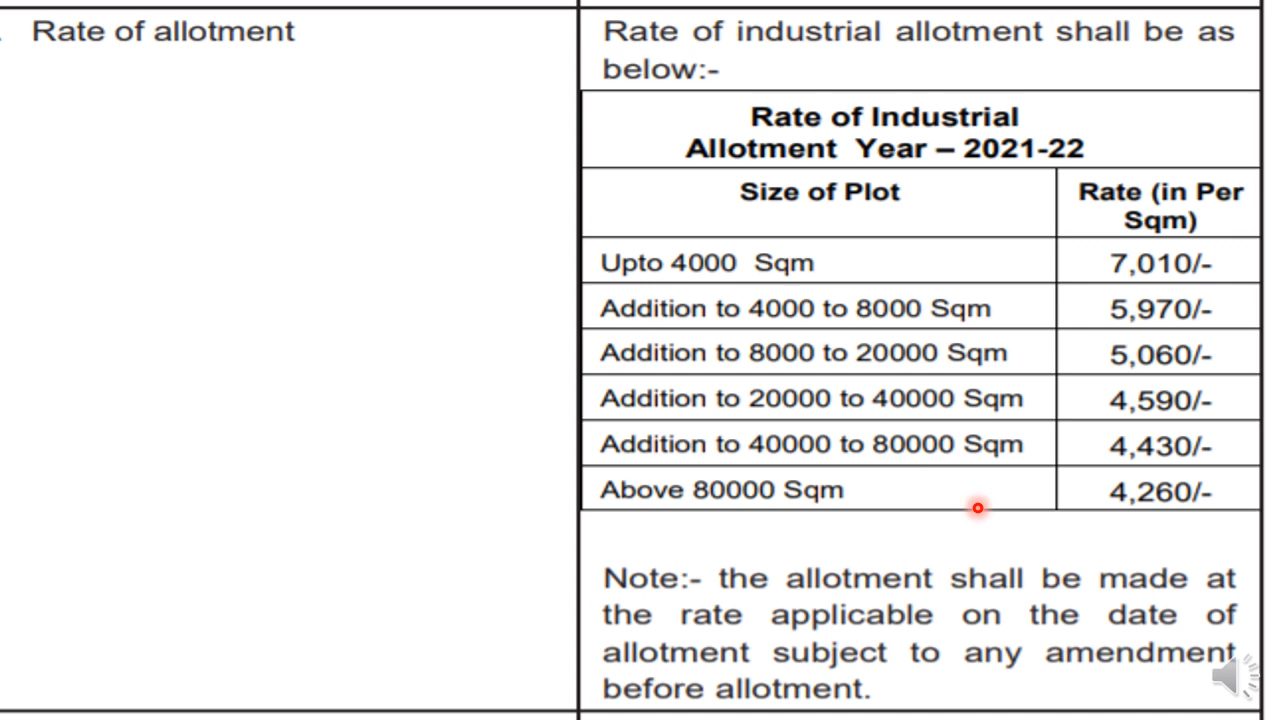 Rate of allotment
Rate of industrial allotment shall be as
below:-
Rate of Industrial
Allotment Year – 2021-22
Size of Plot
Rate (in Per
Sqm)
Upto 4000 Sqm
7,010/-
Addition to 4000 to 8000 Sqm
5,970/-
Addition to 8000 to 20000 Sqm
5,060/-
Addition to 20000 to 40000 Sqm
4,590/-
Addition to 40000 to 80000 Sqm
4,430/-
Above 80000 Sqm
4,260/-
Note:- the allotment shall be made at
the rate applicable on the date of
allotment subject to any amendment
before allotment.